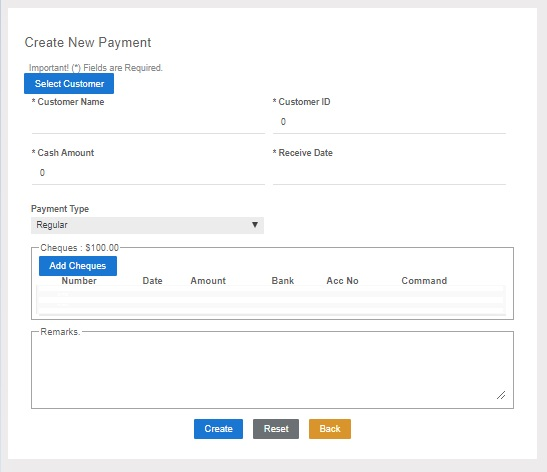 Create New Payment
Important! (*) Fields are Required.
Select Customer
* Customer Name * Customer ID
0
* Cash Amount * Receive Date
0
Payment Type
Regular
Cheques : $100.00
Add Cheques
Number Date Amount Bank Acc No Command
Remarks.
Create Reset Back